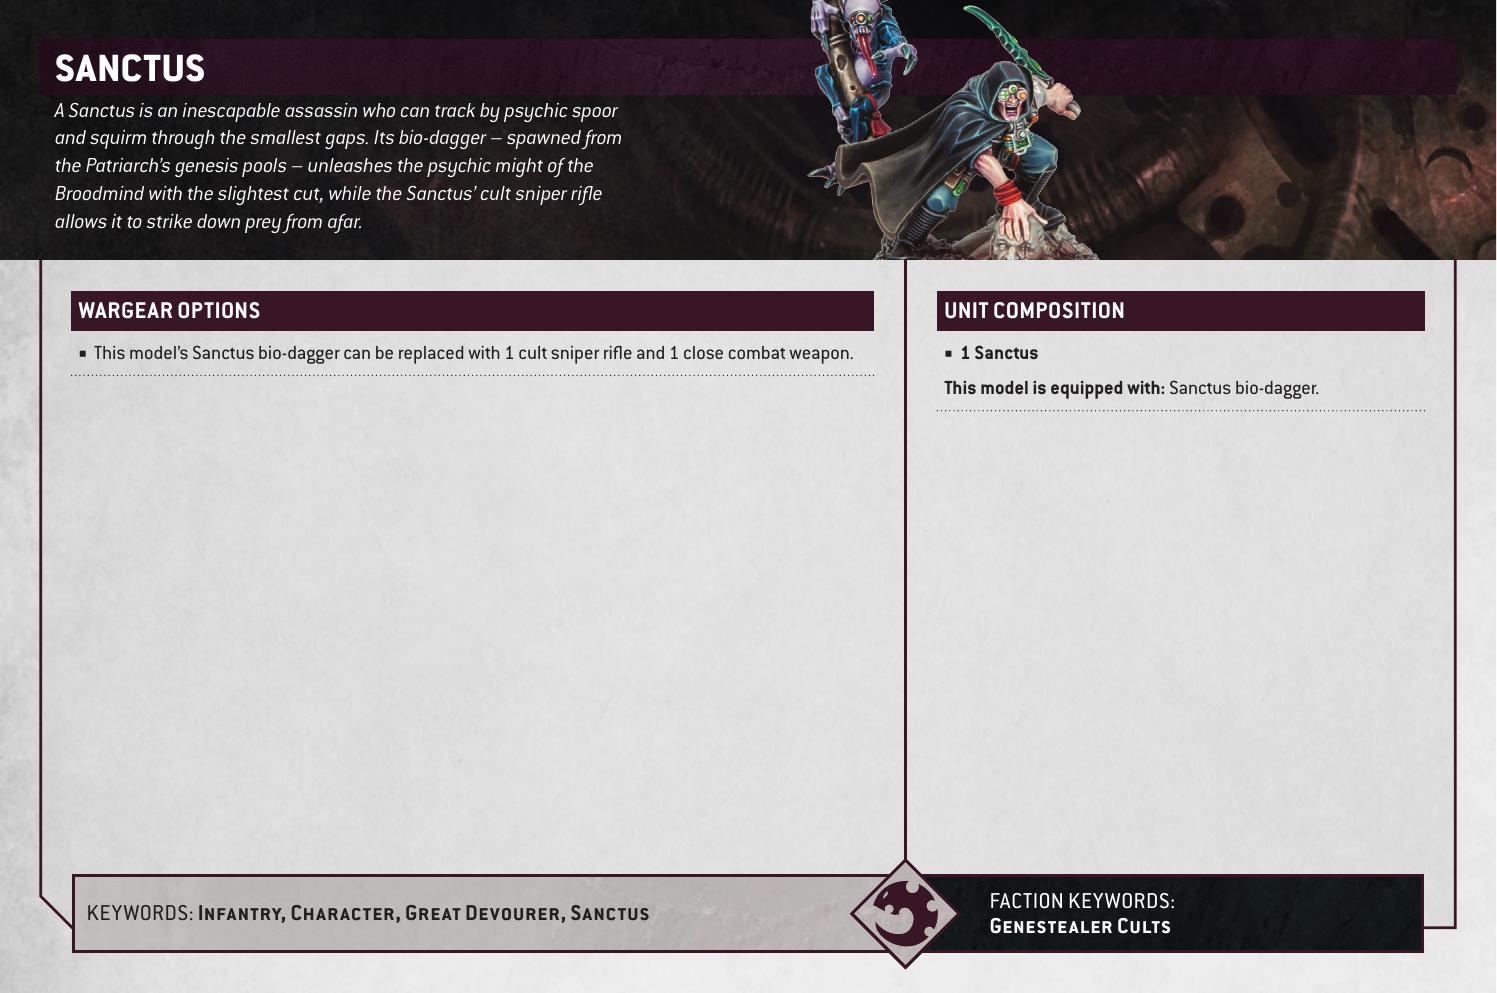 SANCTUS
A Sanctus is an inescapable assassin who can track by psychic spoor
and squirm through the smallest gaps. Its bio-dagger – spawned from
the Patriarch’s genesis pools – unleashes the psychic might of the
Broodmind with the slightest cut, while the Sanctus’ cult sniper rifle
allows it to strike down prey from afar.
WARGEAR OPTIONS
▪ This model’s Sanctus bio-dagger can be replaced with 1 cult sniper rifle and 1 close combat weapon.
UNIT COMPOSITION
▪ 1 Sanctus
This model is equipped with: Sanctus bio-dagger.
KEYWORDS: Infantry, Character, Great Devourer, Sanctus
FACTION KEYWORDS:
Genestealer Cults